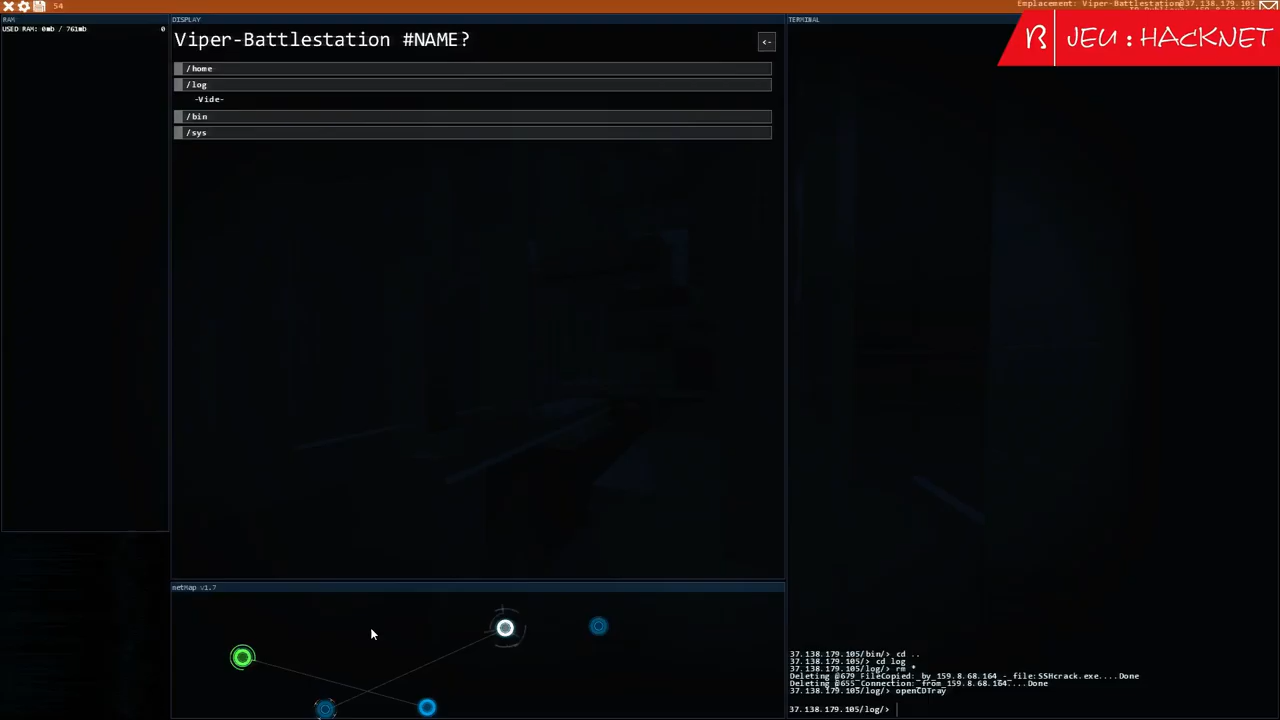 54
Emplacement: Viper-Battlestation@37.138.179.105
RAM
USED RAM: 0mb / 761mb
0
DISPLAY
Viper-Battlestation #NAME?
<-
/home
/log
-Vide-
/bin
/sys
TERMINAL
JEU : HACKNET
netMap v1.7
37.138.179.105/bin/> cd ..
37.138.179.105/> cd log
37.138.179.105/log/> rm *
Deleting @679_FileCopied:_by_159.8.68.164_-_file:SSHcrack.exe....Done
Deleting @655_Connection:_from_159.8.68.164....Done
37.138.179.105/log/> openCDTray
37.138.179.105/log/>